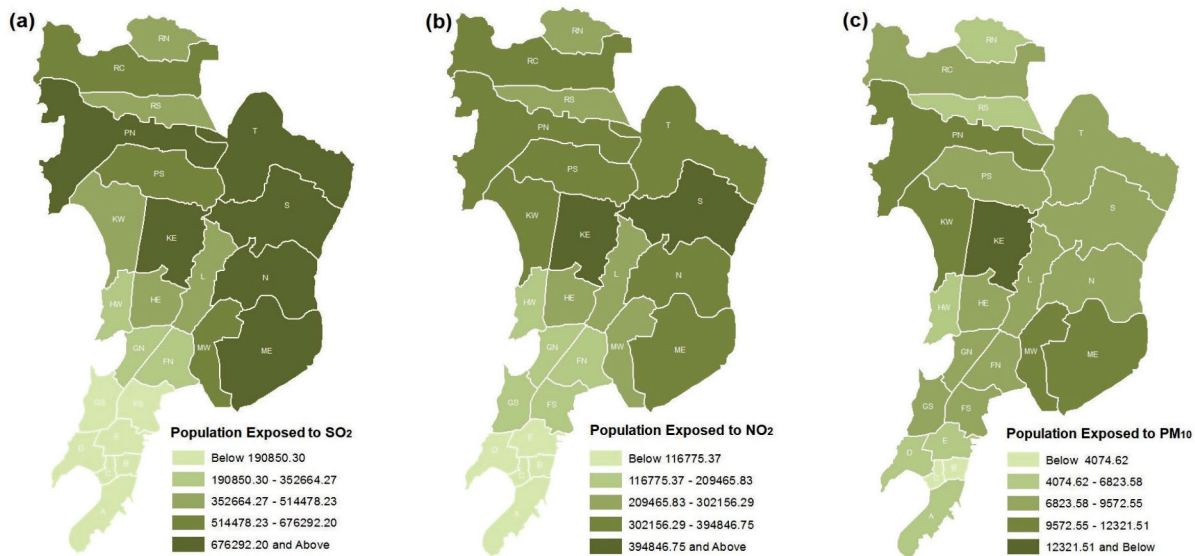 (a)
RN
RC
RS
PN
T
PS
S
KW
KE
L
N
HW
HE
GN
FN
MW
ME
GS
FS
E
D
B
C
A
Population Exposed to SO2
Below 190850.30
190850.30 - 352664.27
352664.27 - 514478.23
514478.23 - 676292.20
676292.20 and Above
(b)
RN
RC
RS
PN
T
PS
S
KW
KE
L
N
HW
HE
GN
FN
MW
ME
GS
FS
E
D
B
C
A
Population Exposed to NO2
Below 116775.37
116775.37 - 209465.83
209465.83 - 302156.29
302156.29 - 394846.75
394846.75 and Above
(c)
RN
RC
RS
PN
T
PS
S
KW
KE
L
N
HW
HE
GN
FN
MW
ME
GS
FS
E
D
B
C
A
Population Exposed to PM10
Below 4074.62
4074.62 - 6823.58
6823.58 - 9572.55
9572.55 - 12321.51
12321.51 and Below